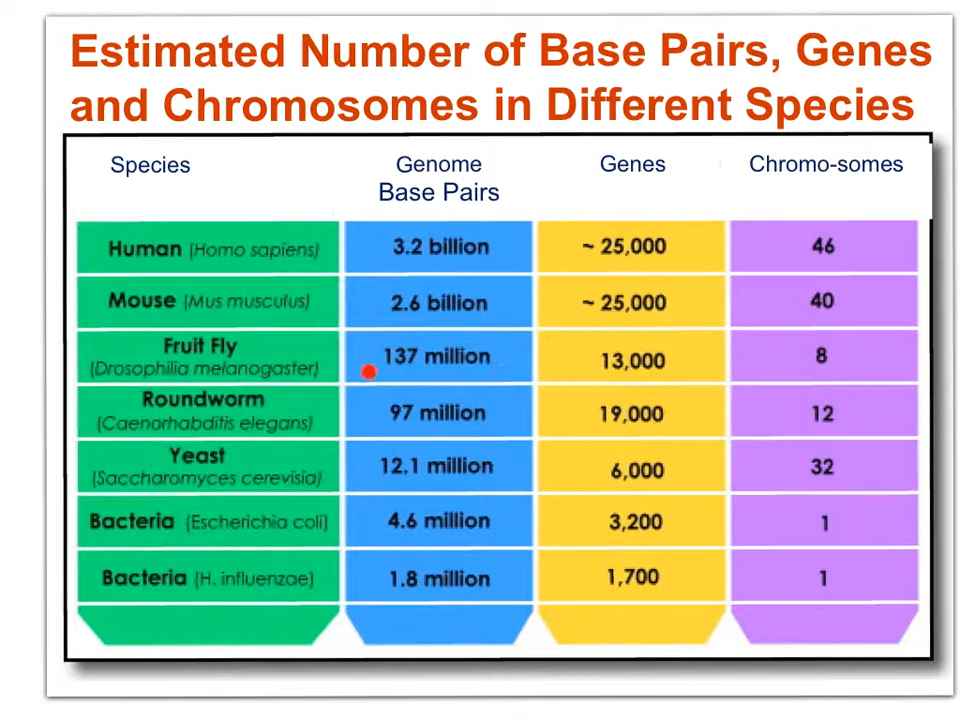 Estimated Number of Base Pairs, Genes
and Chromosomes in Different Species
Species Genome Genes Chromo-somes
Base Pairs
Human (Homo sapiens) 3.2 billion ~ 25,000 46
Mouse (Mus musculus) 2.6 billion ~ 25,000 40
Fruit Fly
(Drosophilia melanogaster) 137 million 13,000 8
Roundworm
(Caenorhabditis elegans) 97 million 19,000 12
Yeast
(Saccharomyces cerevisia) 12.1 million 6,000 32
Bacteria (Escherichia coli) 4.6 million 3,200 1
Bacteria (H. influenzae) 1.8 million 1,700 1